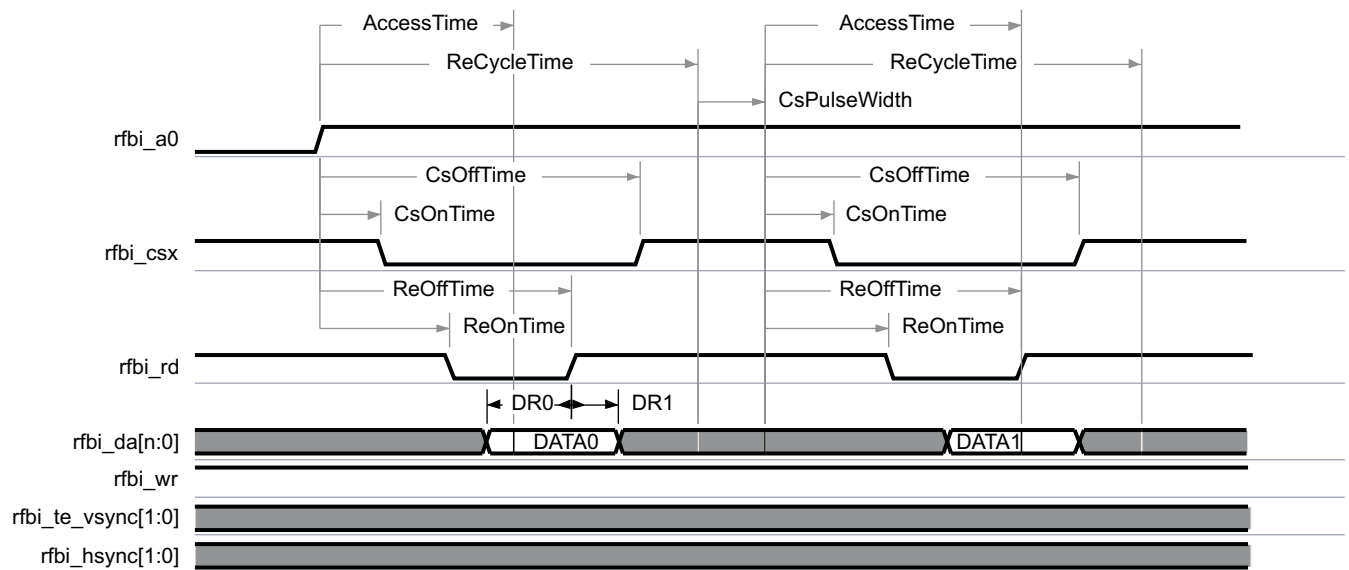 AccessTime AccessTime
ReCycleTime ReCycleTime
CsPulseWidth
rfbi_a0
CsOffTime CsOffTime
CsOnTime CsOnTime
rfbi_csx
ReOffTime ReOffTime
ReOnTime ReOnTime
rfbi_rd
DR0 DR1
rfbi_da[n:0] DATA0 DATA1
rfbi_wr
rfbi_te_vsync[1:0]
rfbi_hsync[1:0]